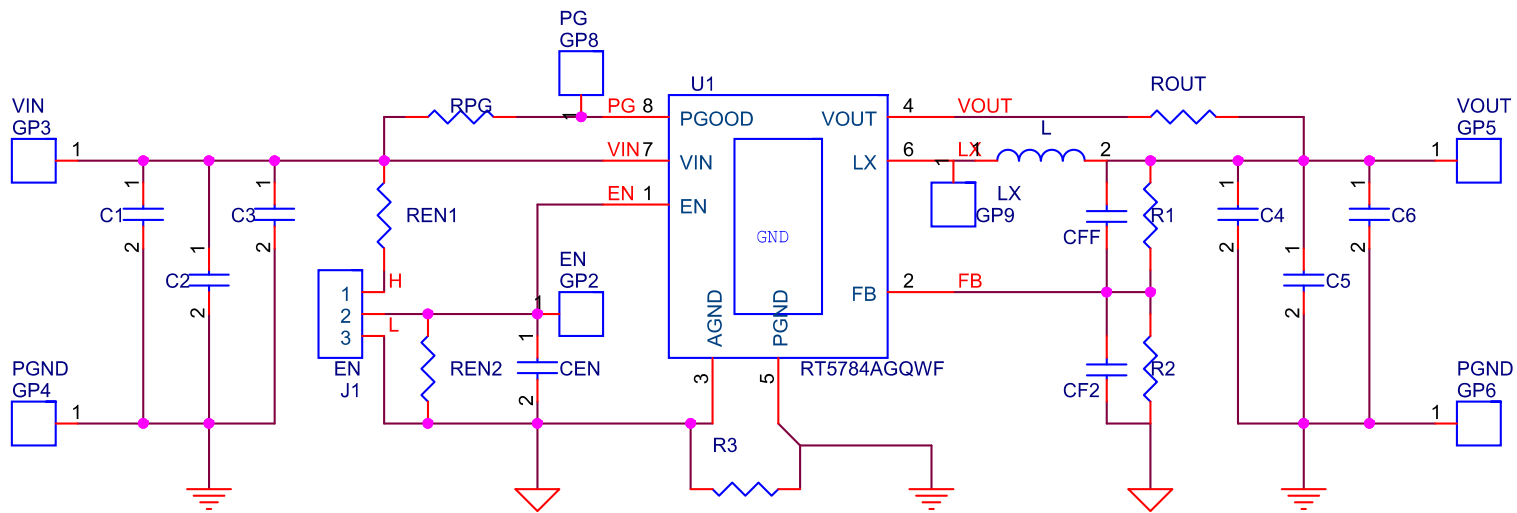 PG
GP8
U1
ROUT
VIN
GP3
RPG
PG 8
1
PGOOD
VOUT
4
VOUT
VOUT
GP5
L
1
VIN 7
VIN
LX
6
LX
1
1
2
1
EN 1
EN
LX
GP9
1
1
C1
C3
2
2
REN1
CFF
R1
1
1
C4
C6
2
2
GND
1
C2
2
EN
GP2
1
H
1
2
3
L
EN
J1
AGND
PGND
FB
2
FB
1
C5
2
REN2
1
CEN
2
3
5
RT5784AGQWF
CF2
R2
PGND
GP4
1
PGND
GP6
1
R3